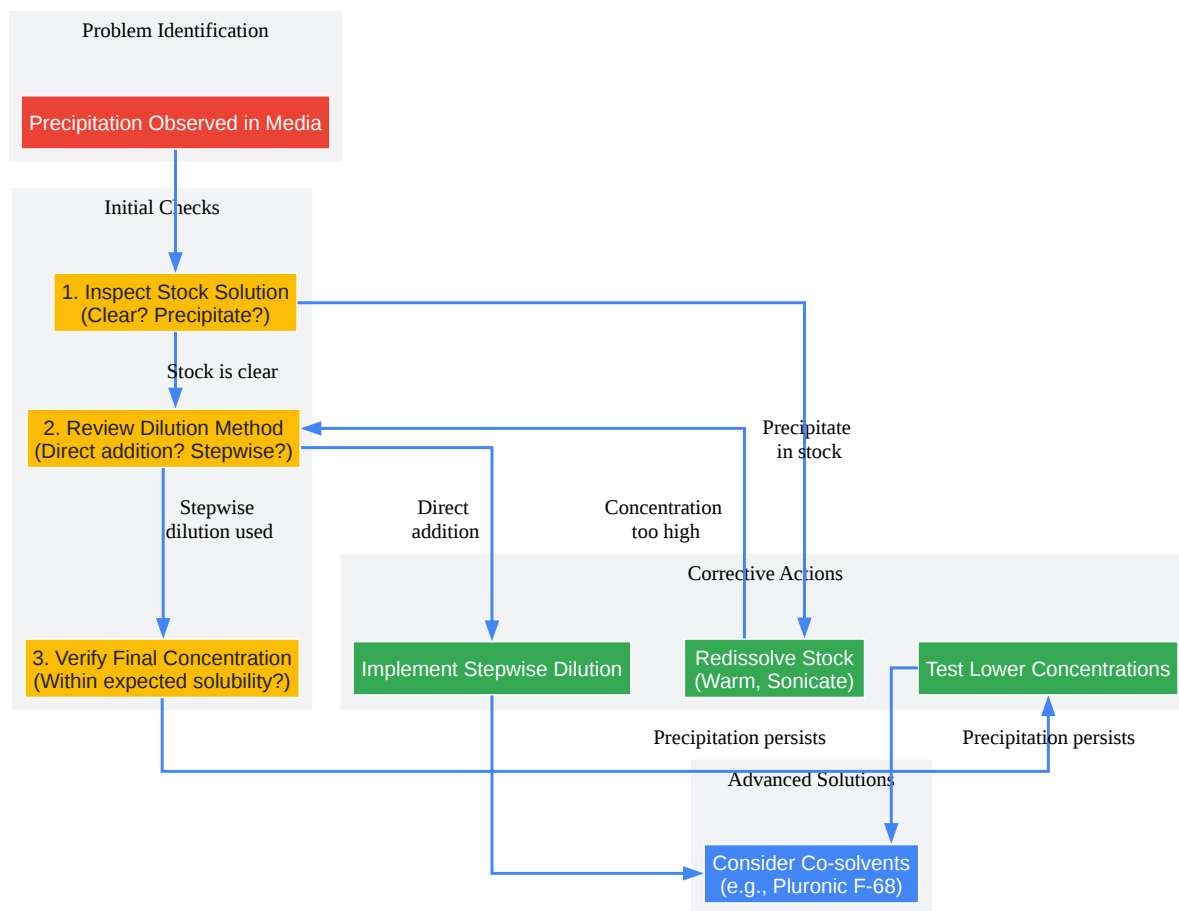 Problem Identification
Precipitation Observed in Media
Initial Checks
1. Inspect Stock Solution
(Clear? Precipitate?)
Stock is clear
2. Review Dilution Method
(Direct addition? Stepwise?)
Precipitate
in stock
Stepwise
dilution used
Direct
addition
Concentration
too high
Corrective Actions
3. Verify Final Concentration
(Within expected solubility?)
Implement Stepwise Dilution
Redissolve Stock
(Warm, Sonicate)
Test Lower Concentrations
Precipitation persists
Precipitation persists
Advanced Solutions
Consider Co-solvents
(e.g., Pluronic F-68)